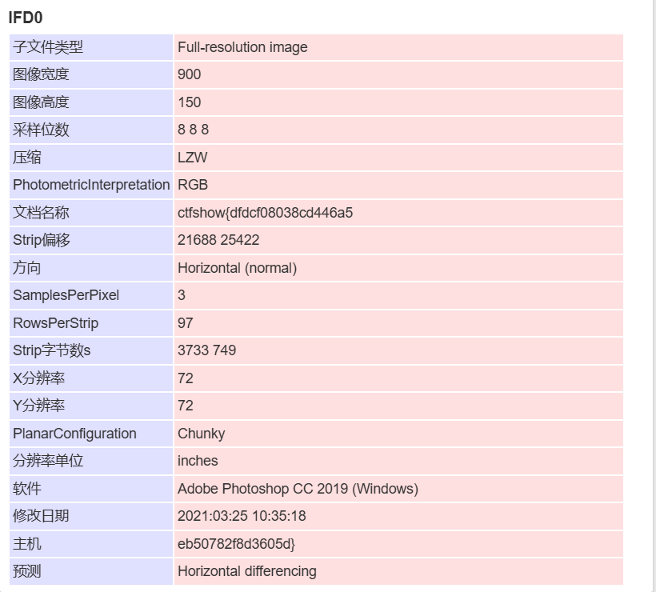 IFD0
子文件类型 Full-resolution image
图像宽度 900
图像高度 150
采样位数 8 8 8
压缩 LZW
PhotometricInterpretation RGB
文档名称 ctfshow{dfdcf08038cd446a5
Strip偏移 21688 25422
方向 Horizontal (normal)
SamplesPerPixel 3
RowsPerStrip 97
Strip字节数s 3733 749
X分辨率 72
Y分辨率 72
PlanarConfiguration Chunky
分辨率单位 inches
软件 Adobe Photoshop CC 2019 (Windows)
修改日期 2021:03:25 10:35:18
主机 eb50782f8d3605d}
预测 Horizontal differencing